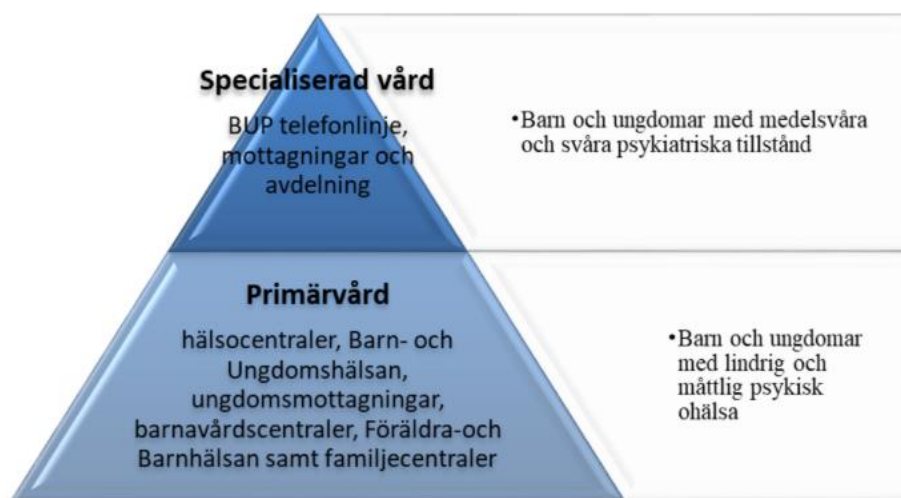 Specialiserad vård
BUP telefonlinje,
mottagningar och
avdelning
•Barn och ungdomar med medelsvåra
och svåra psykiatriska tillstånd
Primärvård
hälsocentraler, Barn- och
Ungdomshälsan,
ungdomsmottagningar,
barnavårdscentraler, Föräldra-och
Barnhälsan samt familjecentraler
•Barn och ungdomar
med lindrig och
måttlig psykisk
ohälsa